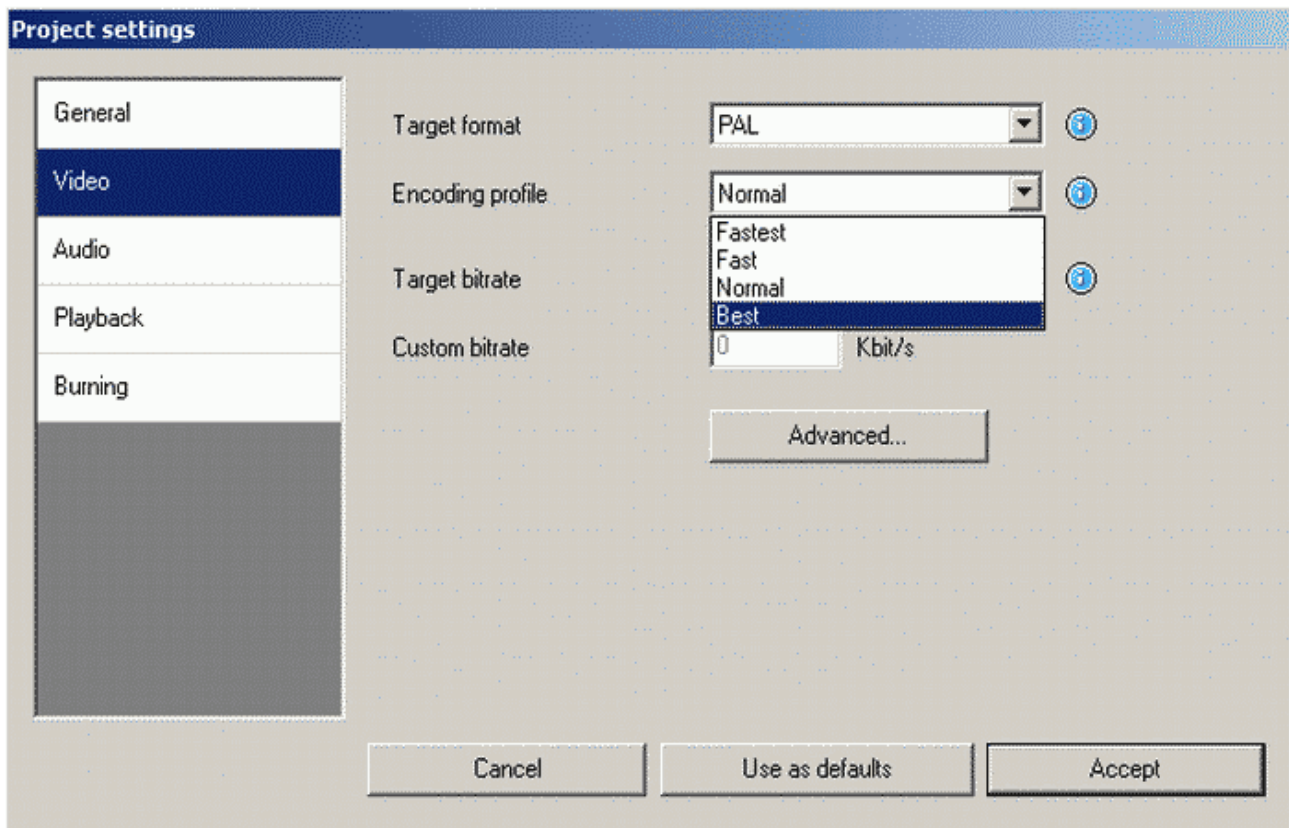 Project settings
General
Video
Audio
Playback
Burning
Target format
PAL
Encoding profile
Normal
Fastest
Fast
Normal
Best
Target bitrate
Custom bitrate
0 Kbit/s
Advanced...
Cancel
Use as defaults
Accept